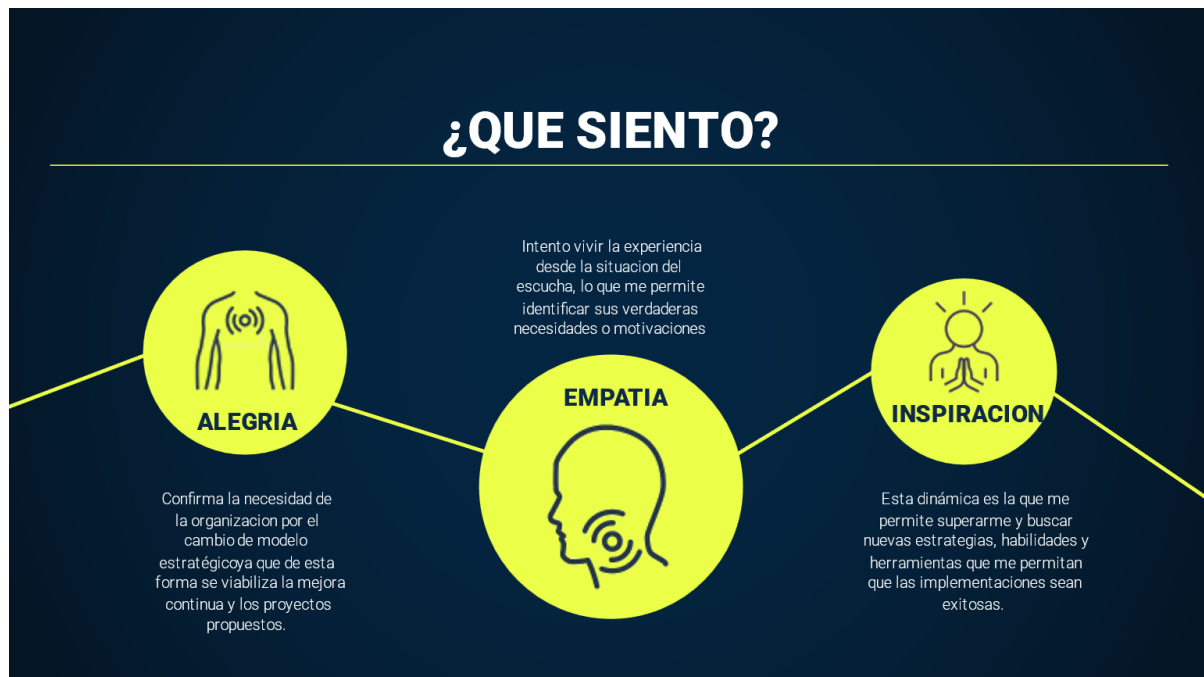 ¿QUE SIENTO?
ALEGRIA
Confirma la necesidad de
la organizacion por el
cambio de modelo
estratégicoya que de esta
forma se viabiliza la mejora
continua y los proyectos
propuestos.
Intento vivir la experiencia
desde la situacion del
escucha, lo que me permite
identificar sus verdaderas
necesidades o motivaciones
EMPATIA
INSPIRACION
Esta dinámica es la que me
permite superarme y buscar
nuevas estrategias, habilidades y
herramientas que me permitan
que las implementaciones sean
exitosas.